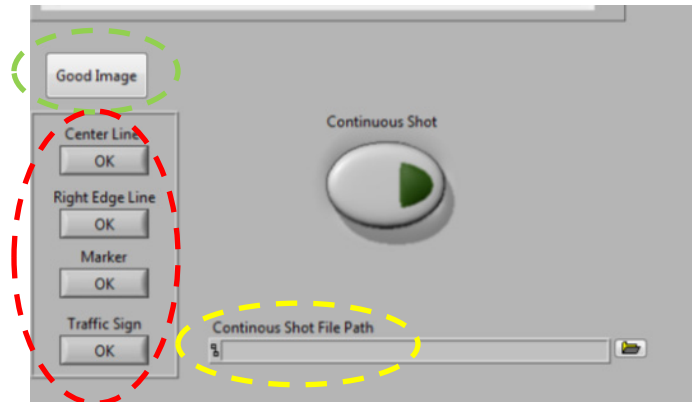 Good Image
Center Line
OK
Continuous Shot
Right Edge Line
OK
Marker
OK
Traffic Sign
OK
Continous Shot File Path